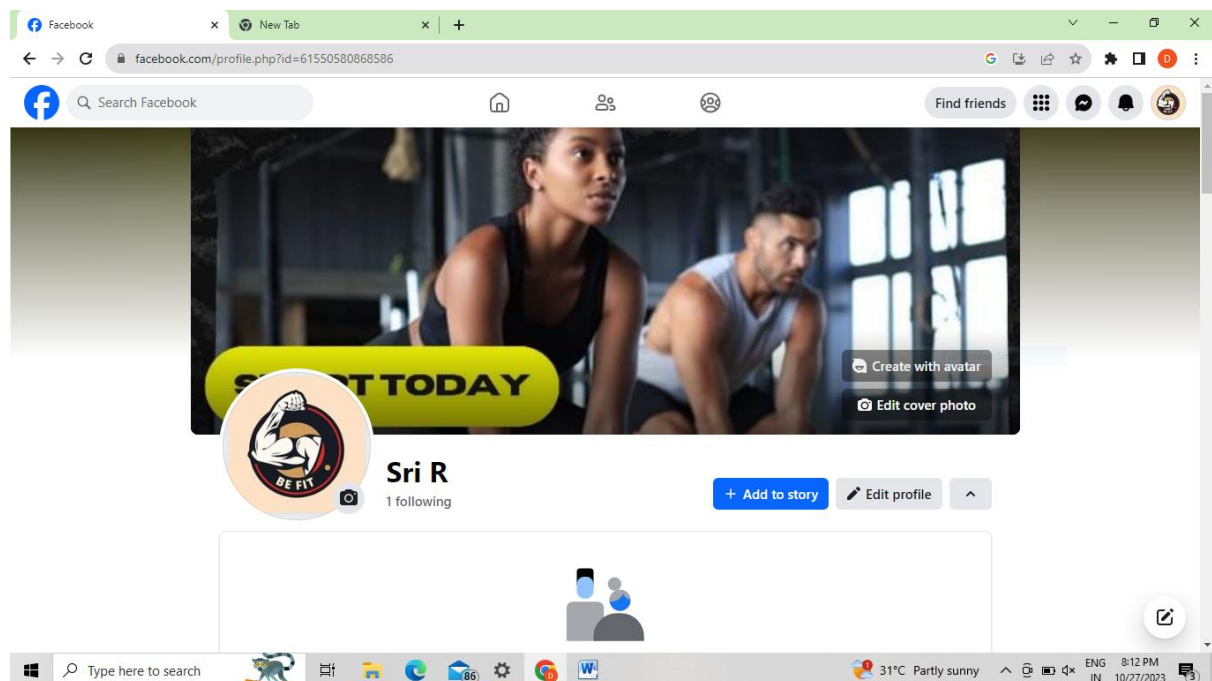 Facebook
New Tab
facebook.com/profile.php?id=61550580868586
G
D
Search Facebook
Find friends
TODAY
Create with avatar
Edit cover photo
BE FIT
Sri R
1 following
+ Add to story
Edit profile
Type here to search
86
W
31°C Partly sunny
ENG
IN
8:12 PM
10/27/2023
3